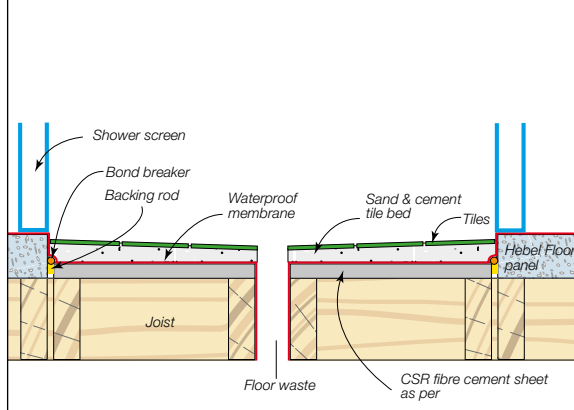 Shower screen
Bond breaker
Backing rod
Waterproof
membrane
Sand & cement
tile bed
Tiles
Hebel Floor
panel
Joist
Floor waste
CSR fibre cement sheet
as per